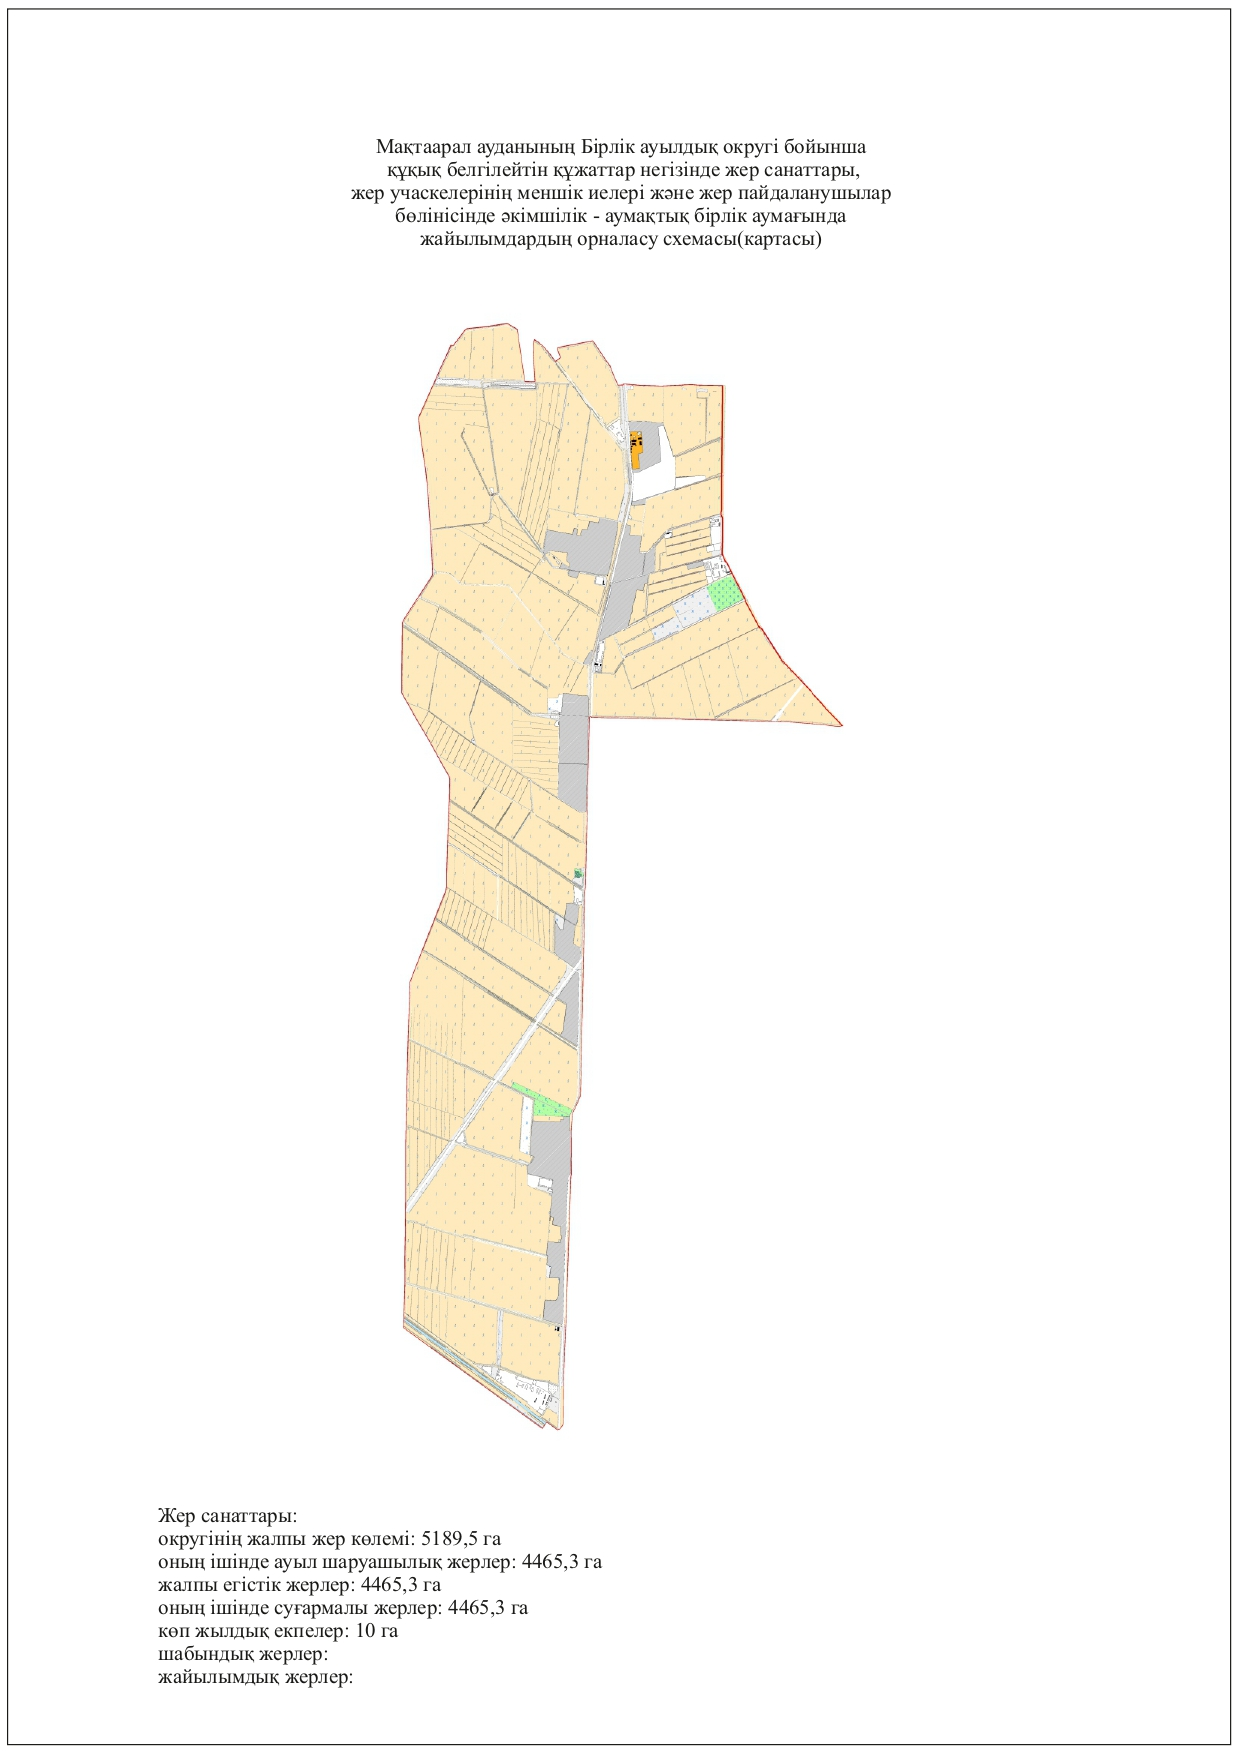 Мақтаарал ауданының Бірлік ауылдық округі бойынша
құқық белгілейтін құжаттар негізінде жер санаттары,
жер учаскелерінің меншік иелері және жер пайдаланушылар
бөлінісінде әкімшілік - аумақтық бірлік аумағында
жайылымдардың орналасу схемасы(картасы)
Жер санаттары:
округінің жалпы жер көлемі: 5189,5 га
оның ішінде ауыл шаруашылық жерлер: 4465,3 га
жалпы егістік жерлер: 4465,3 га
оның ішінде суғармалы жерлер: 4465,3 га
көп жылдық екпелер: 10 га
шабындық жерлер:
жайылымдық жерлер: